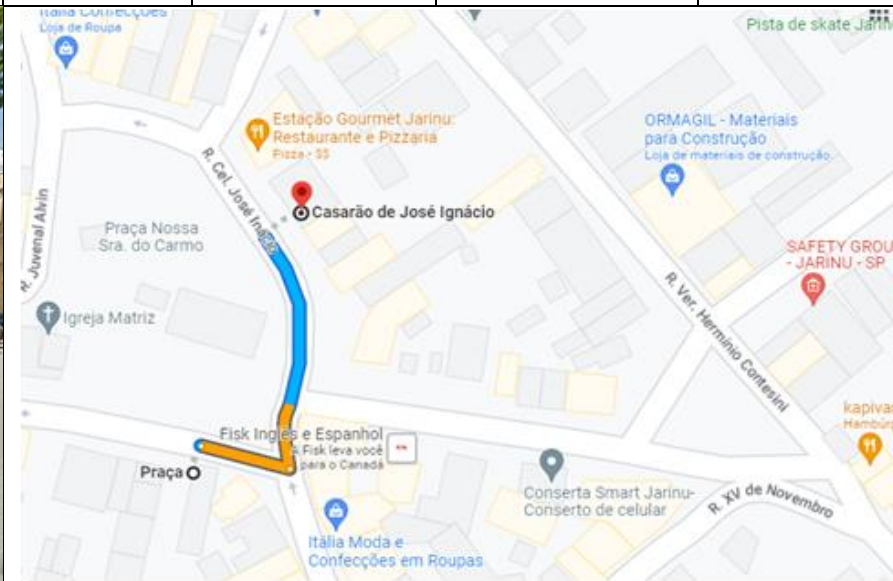 Itália Confecções
Loja de Roupa
Pista de skate Jarinu
Estação Gourmet Jarinu:
Restaurante e Pizzaria
Pizza • $$
ORMAGIL - Materiais
para Construção
Loja de materiais de construção
R. Cel. José Inácio
Casarão de José Ignácio
R. Juvenal Alvin
Praça Nossa
Sra. do Carmo
SAFETY GROU
- JARINU - SP
Igreja Matriz
R. Ver. Hermínio Contesini
kapivar
Hambúrg
Fisk Inglês e Espanhol
A Fisk leva você
para o Canadá
Praça
Conserta Smart Jarinu-
Conserto de celular
R. XV de Novembro
Itália Moda e
Confecções em Roupas